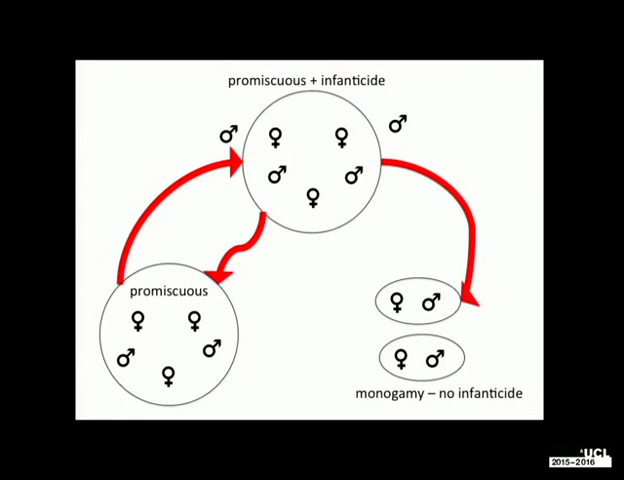 promiscuous + infanticide
promiscuous
monogamy – no infanticide
UCL
2015–2016